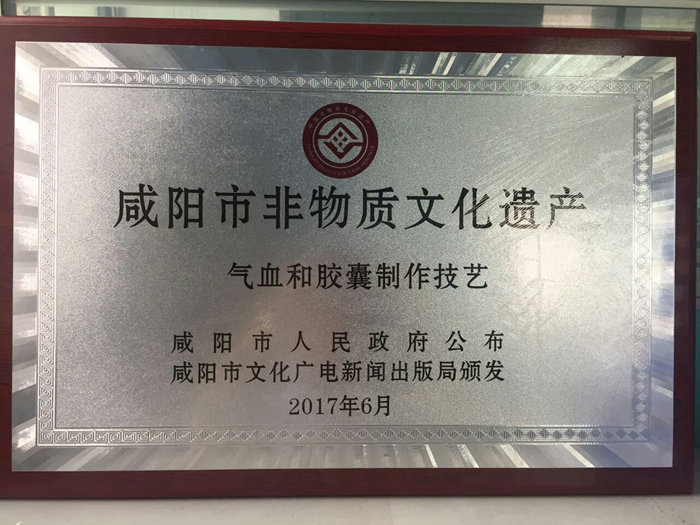 咸阳市非物质文化遗产
气血和胶囊制作技艺
咸阳市人民政府公布
咸阳市文化广电新闻出版局颁发
2017年6月